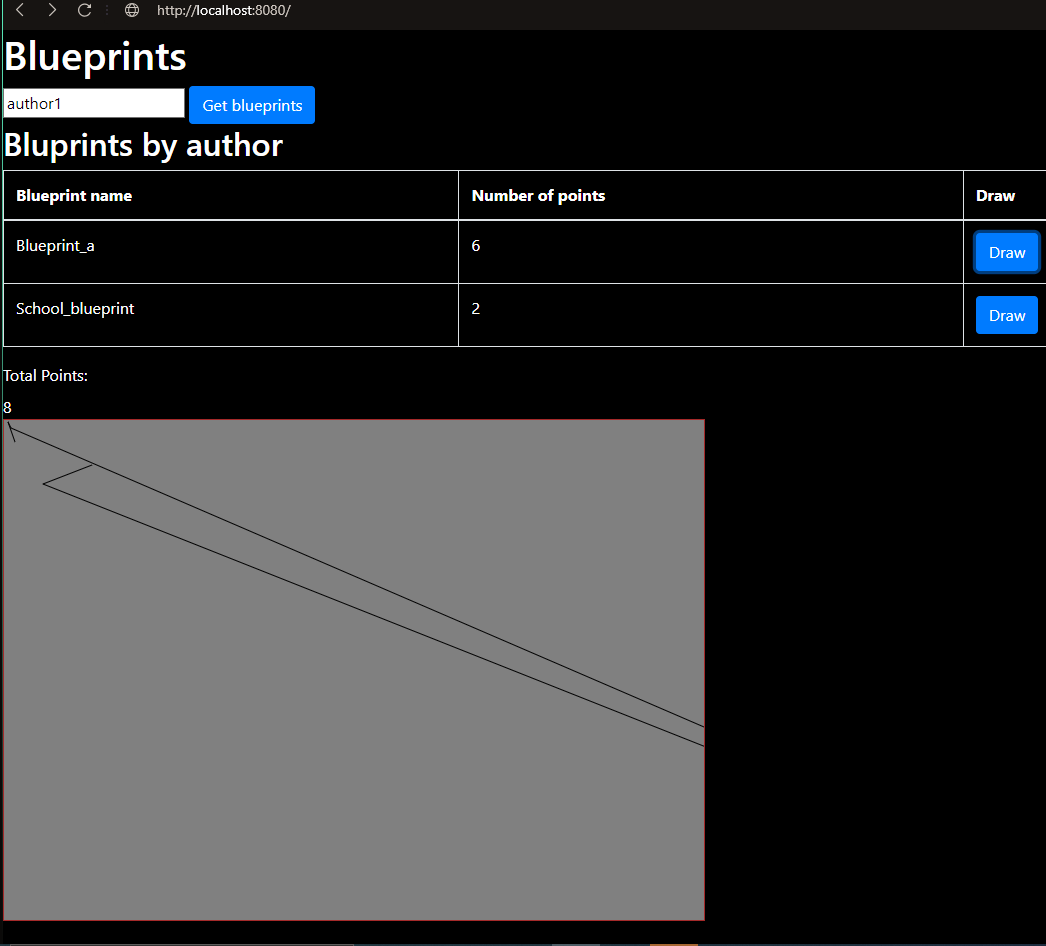 http://localhost:8080/
Blueprints
author1 Get blueprints
Bluprints by author
Blueprint name Number of points Draw
Blueprint_a 6 Draw
School_blueprint 2 Draw
Total Points:
8